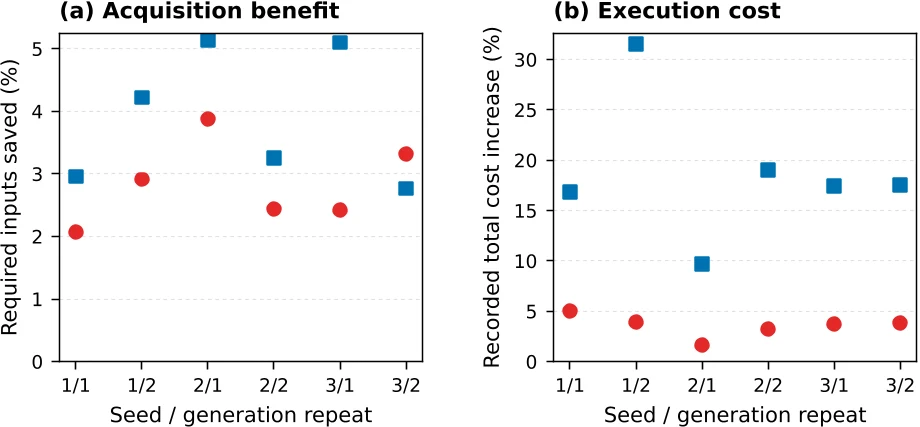 (a) Acquisition benefit
Required inputs saved (%)
5
4
3
2
1
0
1/1 1/2 2/1 2/2 3/1 3/2
Seed / generation repeat
(b) Execution cost
Recorded total cost increase (%)
30
25
20
15
10
5
0
1/1 1/2 2/1 2/2 3/1 3/2
Seed / generation repeat